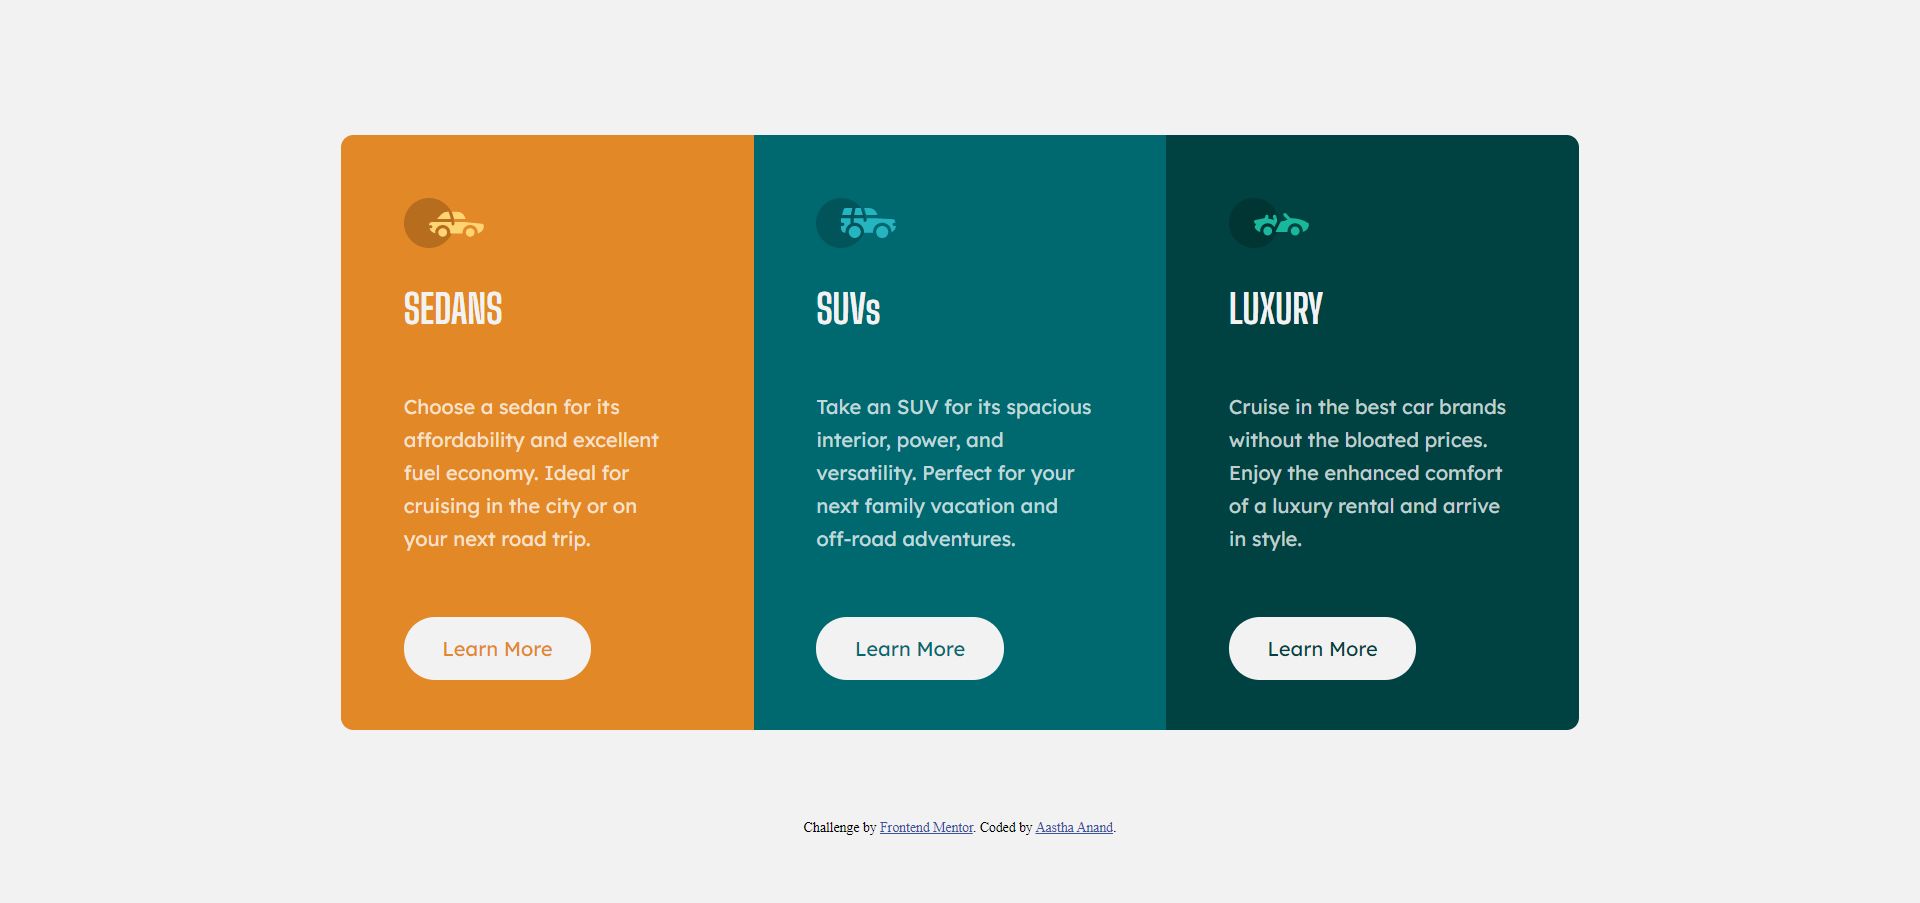 SEDANS
Choose a sedan for its
affordability and excellent
fuel economy. Ideal for
cruising in the city or on
your next road trip.
Learn More
SUVs
Take an SUV for its spacious
interior, power, and
versatility. Perfect for your
next family vacation and
off-road adventures.
Learn More
LUXURY
Cruise in the best car brands
without the bloated prices.
Enjoy the enhanced comfort
of a luxury rental and arrive
in style.
Learn More
Challenge by Frontend Mentor. Coded by Aastha Anand.